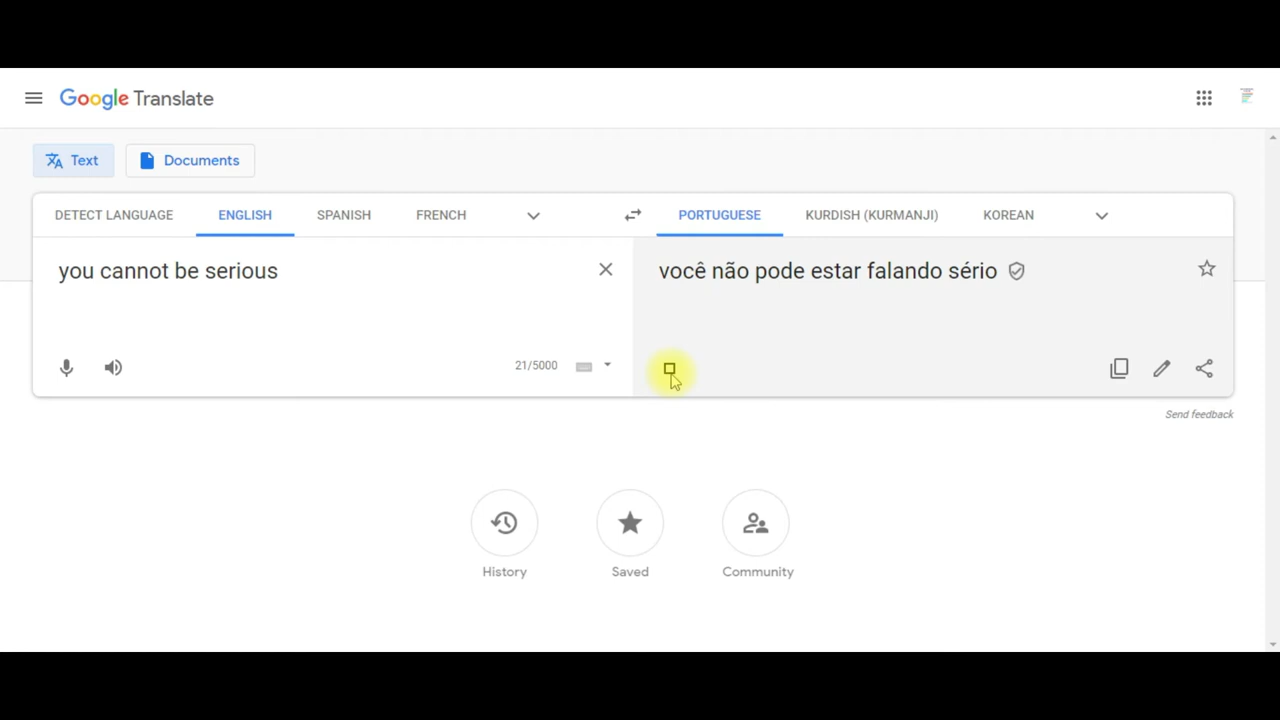 Google Translate
Text
Documents
DETECT LANGUAGE ENGLISH SPANISH FRENCH PORTUGUESE KURDISH (KURMANJI) KOREAN
you cannot be serious
você não pode estar falando sério
21/5000
Send feedback
History
Saved
Community